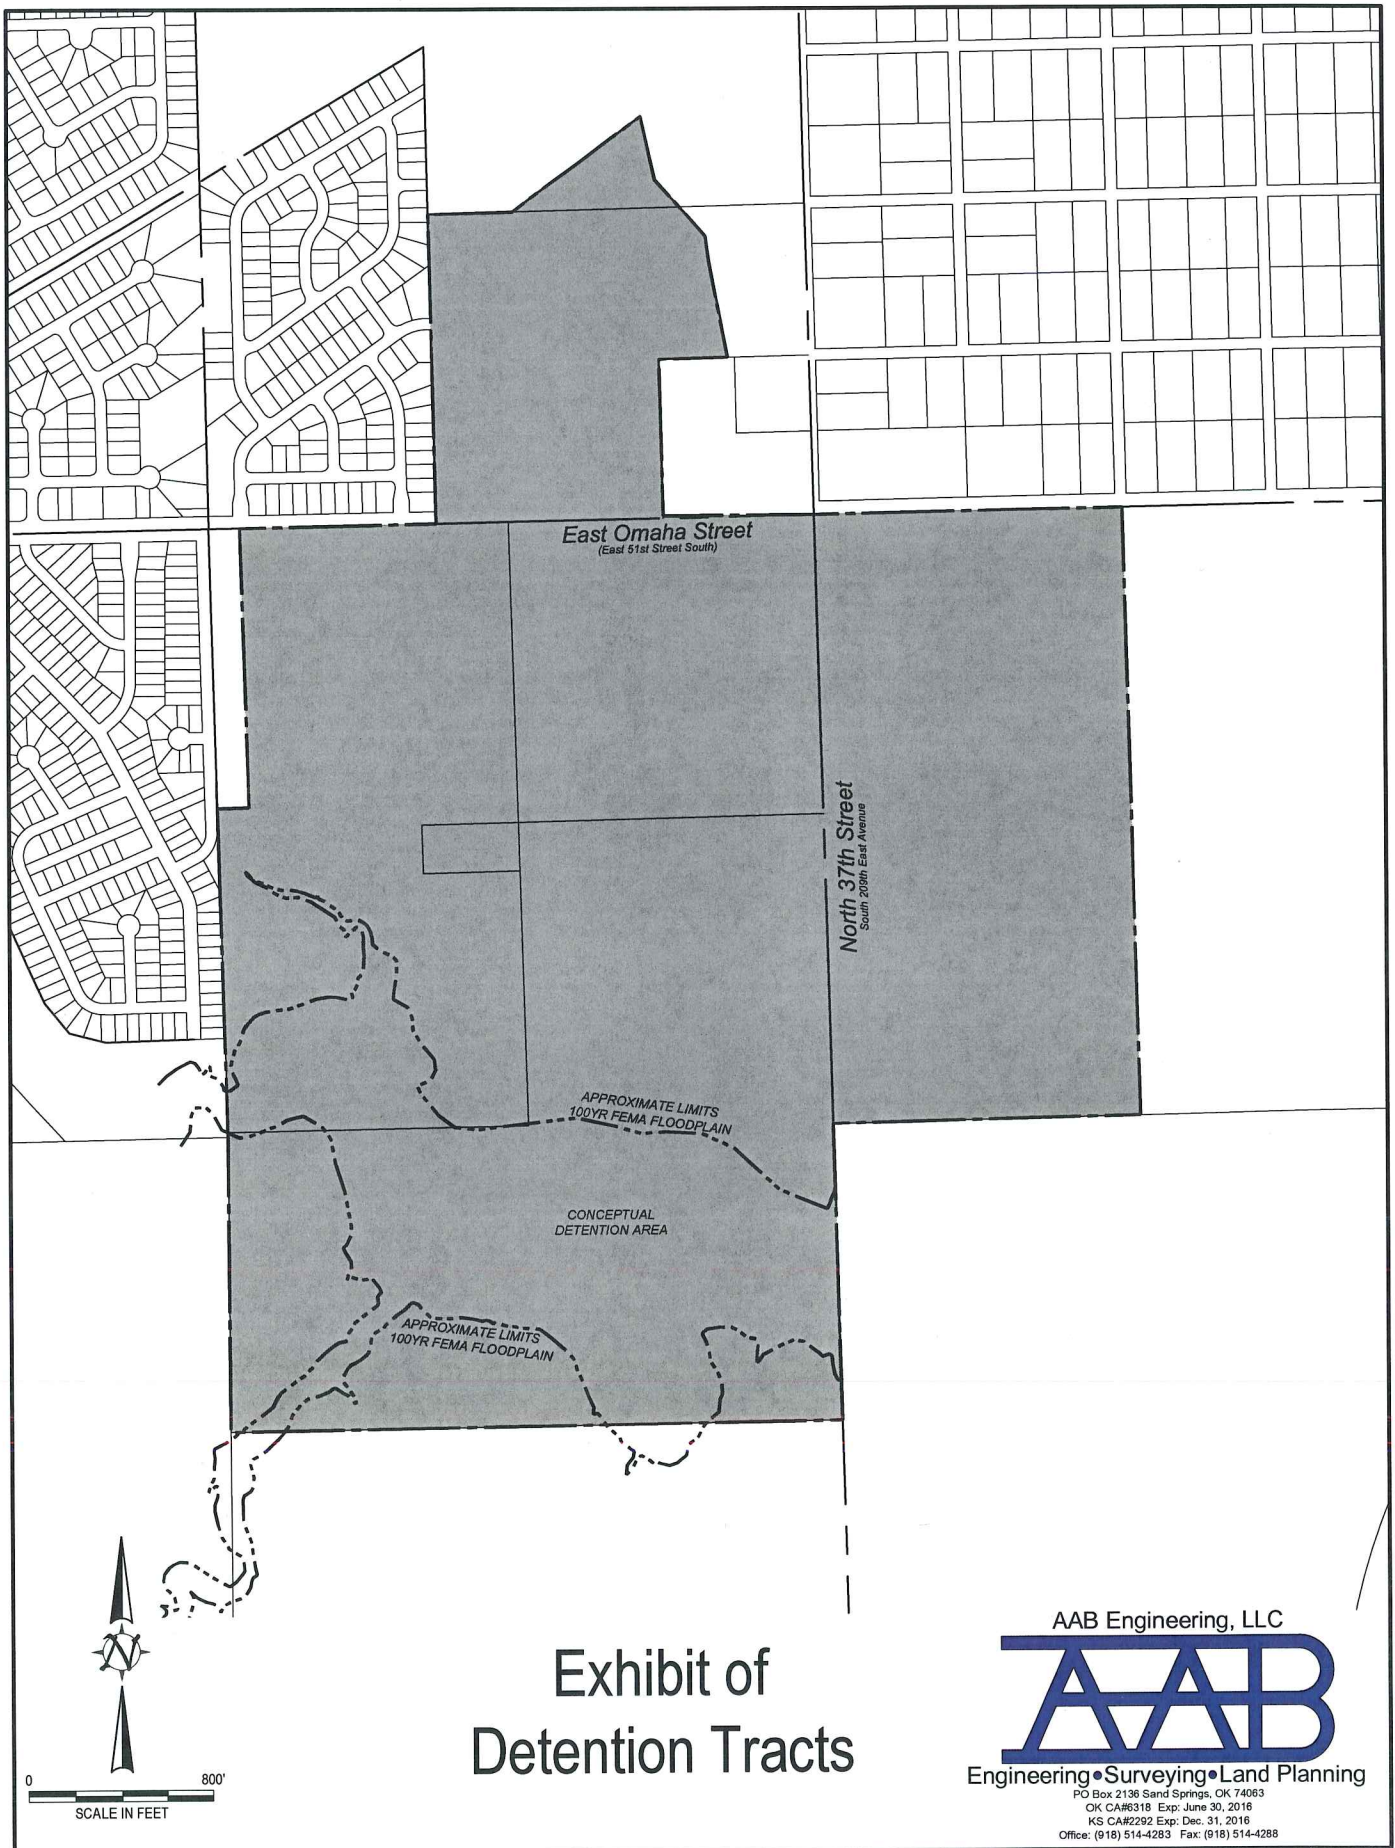 East Omaha Street
(East 51st Street South)
North 37th Street
South 209th East Avenue
APPROXIMATE LIMITS
100YR FEMA FLOODPLAIN
CONCEPTUAL
DETENTION AREA
APPROXIMATE LIMITS
100YR FEMA FLOODPLAIN
N
0 800'
SCALE IN FEET
Exhibit of
Detention Tracts
AAB Engineering, LLC
AAB
Engineering•Surveying•Land Planning
PO Box 2136 Sand Springs, OK 74063
OK CA#6318 Exp: June 30, 2016
KS CA#2292 Exp: Dec. 31, 2016
Office: (918) 514-4283 Fax: (918) 514-4288